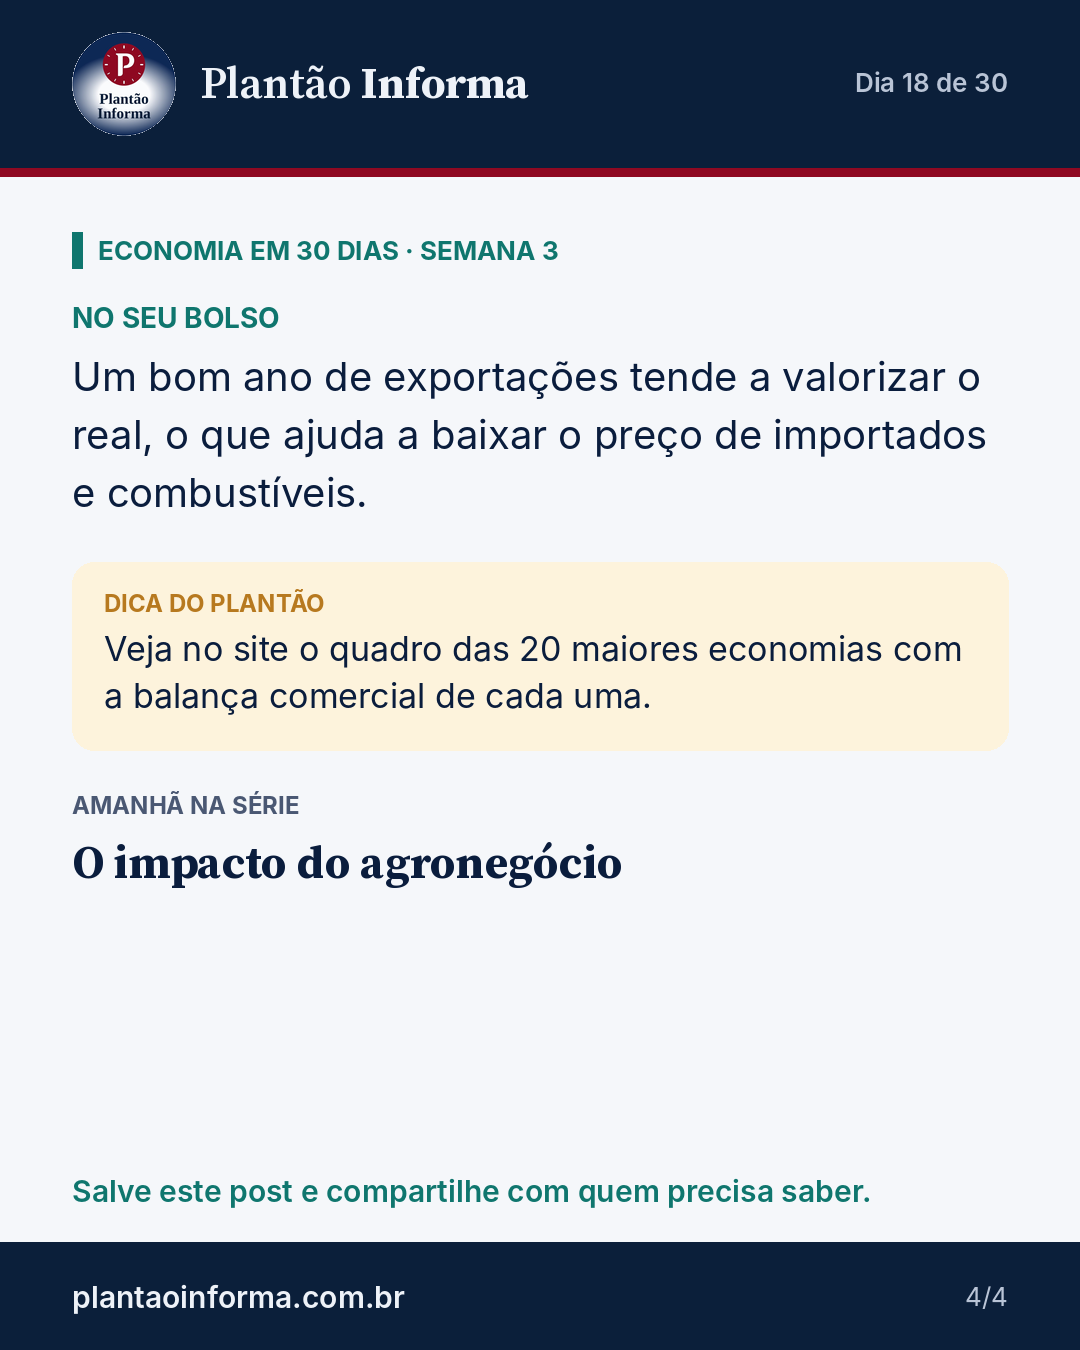 P
Plantão
Informa
Plantão Informa
Dia 18 de 30
ECONOMIA EM 30 DIAS · SEMANA 3
NO SEU BOLSO
Um bom ano de exportações tende a valorizar o
real, o que ajuda a baixar o preço de importados
e combustíveis.
DICA DO PLANTÃO
Veja no site o quadro das 20 maiores economias com
a balança comercial de cada uma.
AMANHÃ NA SÉRIE
O impacto do agronegócio
Salve este post e compartilhe com quem precisa saber.
plantaoinforma.com.br
4/4